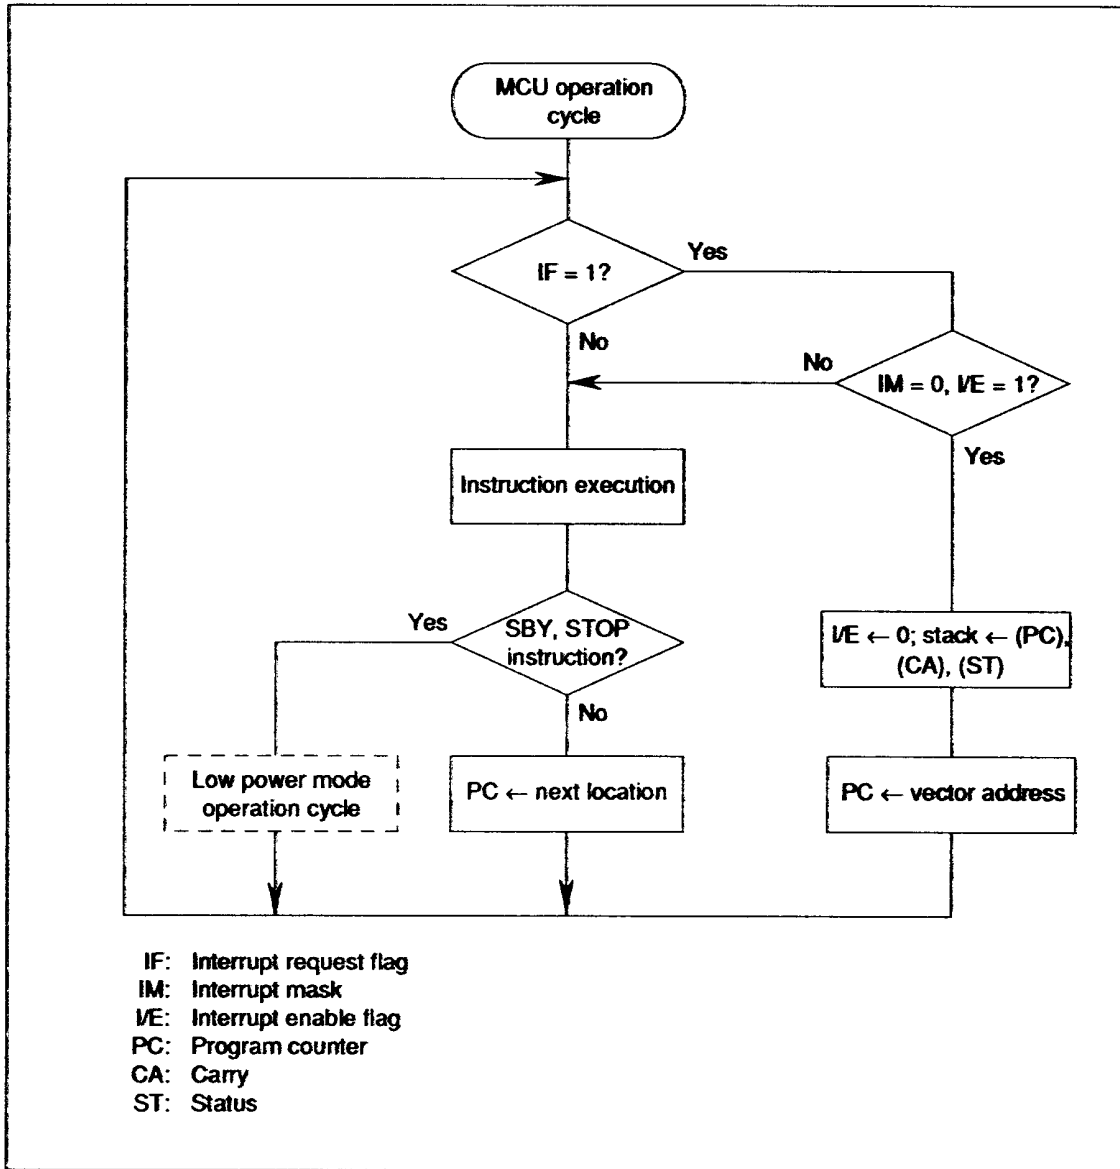 MCU operation
cycle
IF = 1?
Yes
No
IM = 0, I/E = 1?
No
Yes
Instruction execution
SBY, STOP
instruction?
Yes
No
I/E ← 0; stack ← (PC),
(CA), (ST)
Low power mode
operation cycle
PC ← next location
PC ← vector address
IF: Interrupt request flag
IM: Interrupt mask
I/E: Interrupt enable flag
PC: Program counter
CA: Carry
ST: Status